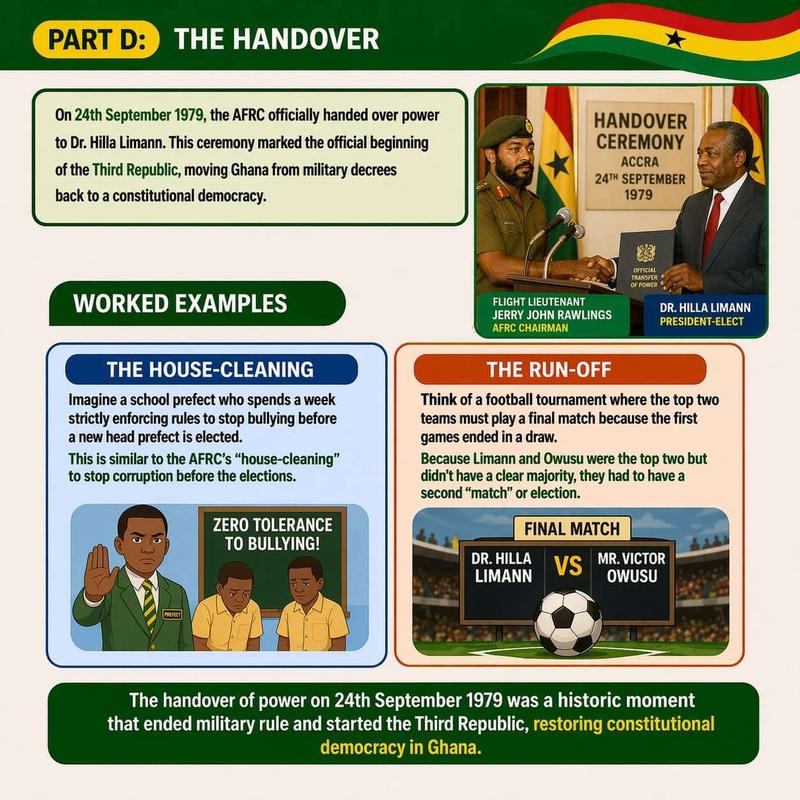 PART D: THE HANDOVER
On 24th September 1979, the AFRC officially handed over power
to Dr. Hilla Limann. This ceremony marked the official beginning
of the Third Republic, moving Ghana from military decrees
back to a constitutional democracy.
HANDOVER
CEREMONY
ACCRA
24TH SEPTEMBER
1979
OFFICIAL
TRANSFER
OF POWER
FLIGHT LIEUTENANT
JERRY JOHN RAWLINGS
AFRC CHAIRMAN
DR. HILLA LIMANN
PRESIDENT-ELECT
WORKED EXAMPLES
THE HOUSE-CLEANING
Imagine a school prefect who spends a week
strictly enforcing rules to stop bullying before
a new head prefect is elected.
This is similar to the AFRC's “house-cleaning”
to stop corruption before the elections.
ZERO TOLERANCE
TO BULLYING!
PREFECT
THE RUN-OFF
Think of a football tournament where the top two
teams must play a final match because the first
games ended in a draw.
Because Limann and Owusu were the top two but
didn't have a clear majority, they had to have a
second “match” or election.
FINAL MATCH
DR. HILLA
LIMANN
VS
MR. VICTOR
OWUSU
The handover of power on 24th September 1979 was a historic moment
that ended military rule and started the Third Republic, restoring constitutional
democracy in Ghana.